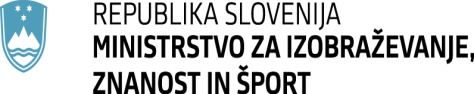 REPUBLIKA SLOVENIJA
MINISTRSTVO ZA IZOBRAŽEVANJE,
ZNANOST IN ŠPORT